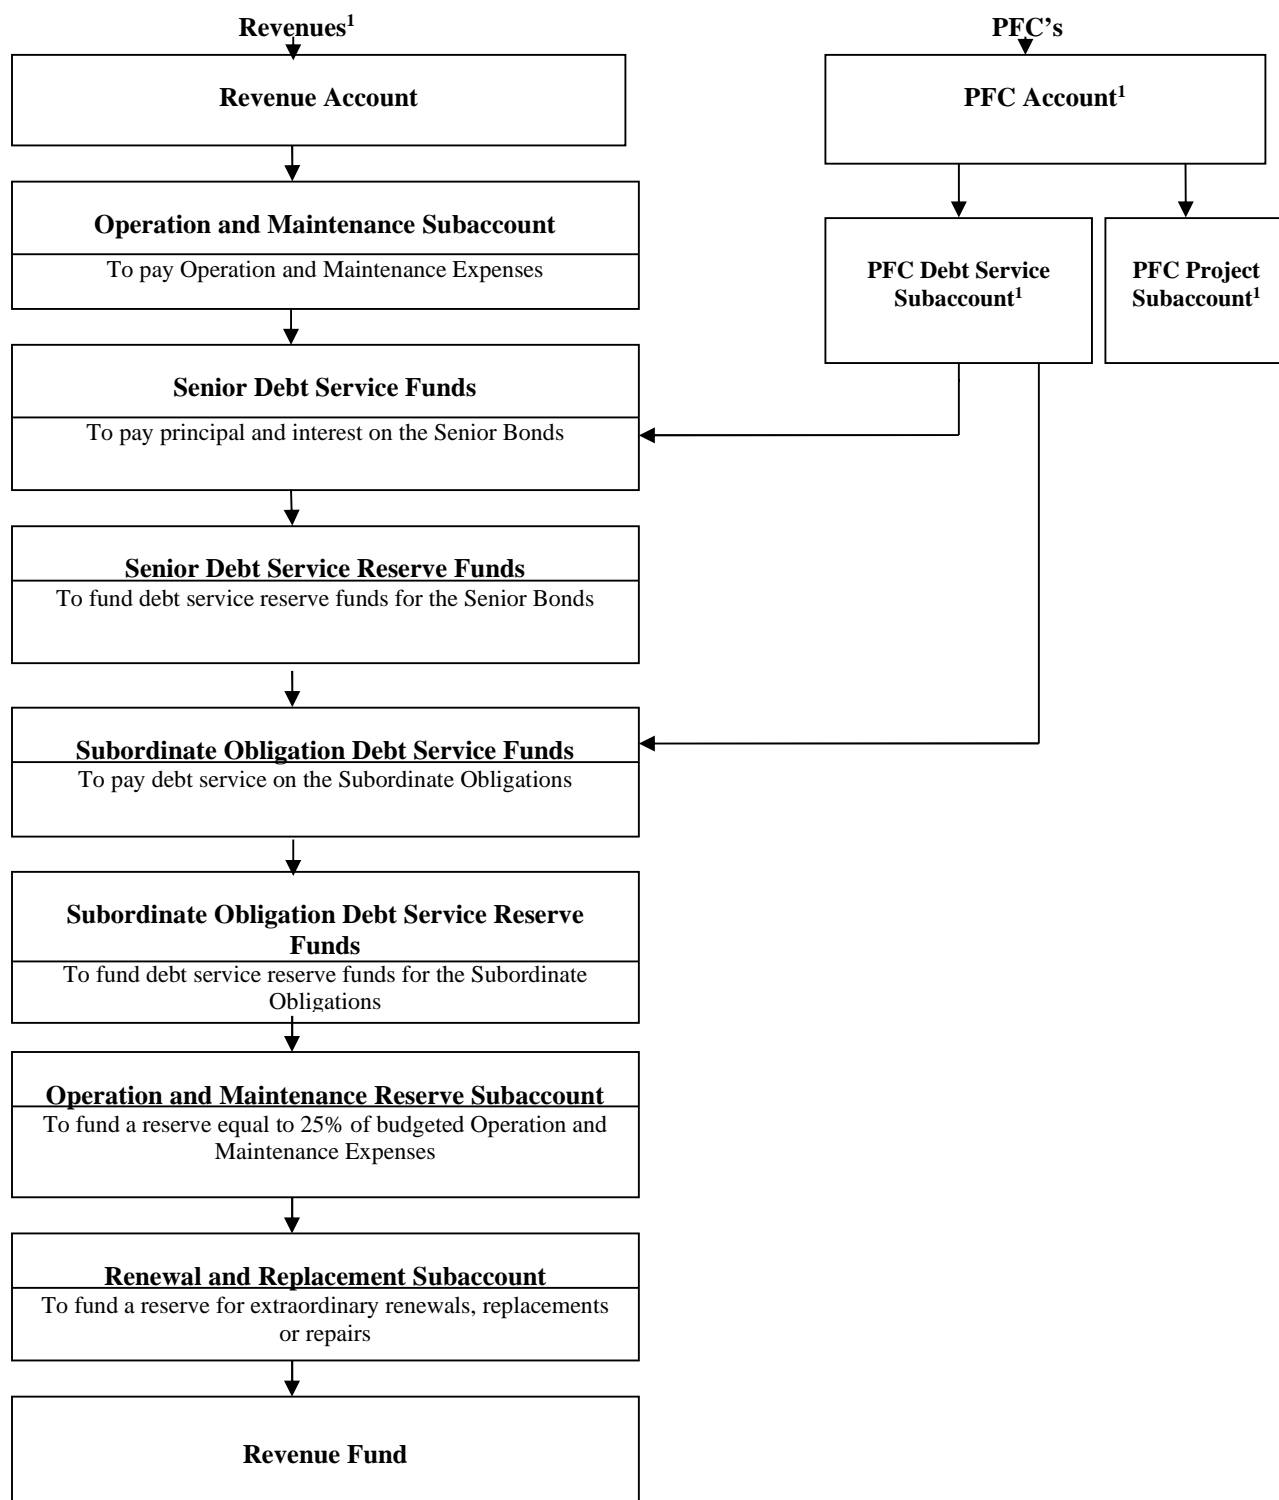 Revenues¹
Revenue Account
Operation and Maintenance Subaccount
To pay Operation and Maintenance Expenses
Senior Debt Service Funds
To pay principal and interest on the Senior Bonds
Senior Debt Service Reserve Funds
To fund debt service reserve funds for the Senior Bonds
Subordinate Obligation Debt Service Funds
To pay debt service on the Subordinate Obligations
Subordinate Obligation Debt Service Reserve
Funds
To fund debt service reserve funds for the Subordinate
Obligations
Operation and Maintenance Reserve Subaccount
To fund a reserve equal to 25% of budgeted Operation and
Maintenance Expenses
Renewal and Replacement Subaccount
To fund a reserve for extraordinary renewals, replacements
or repairs
Revenue Fund
PFC’s
PFC Account¹
PFC Debt Service
Subaccount¹
PFC Project
Subaccount¹